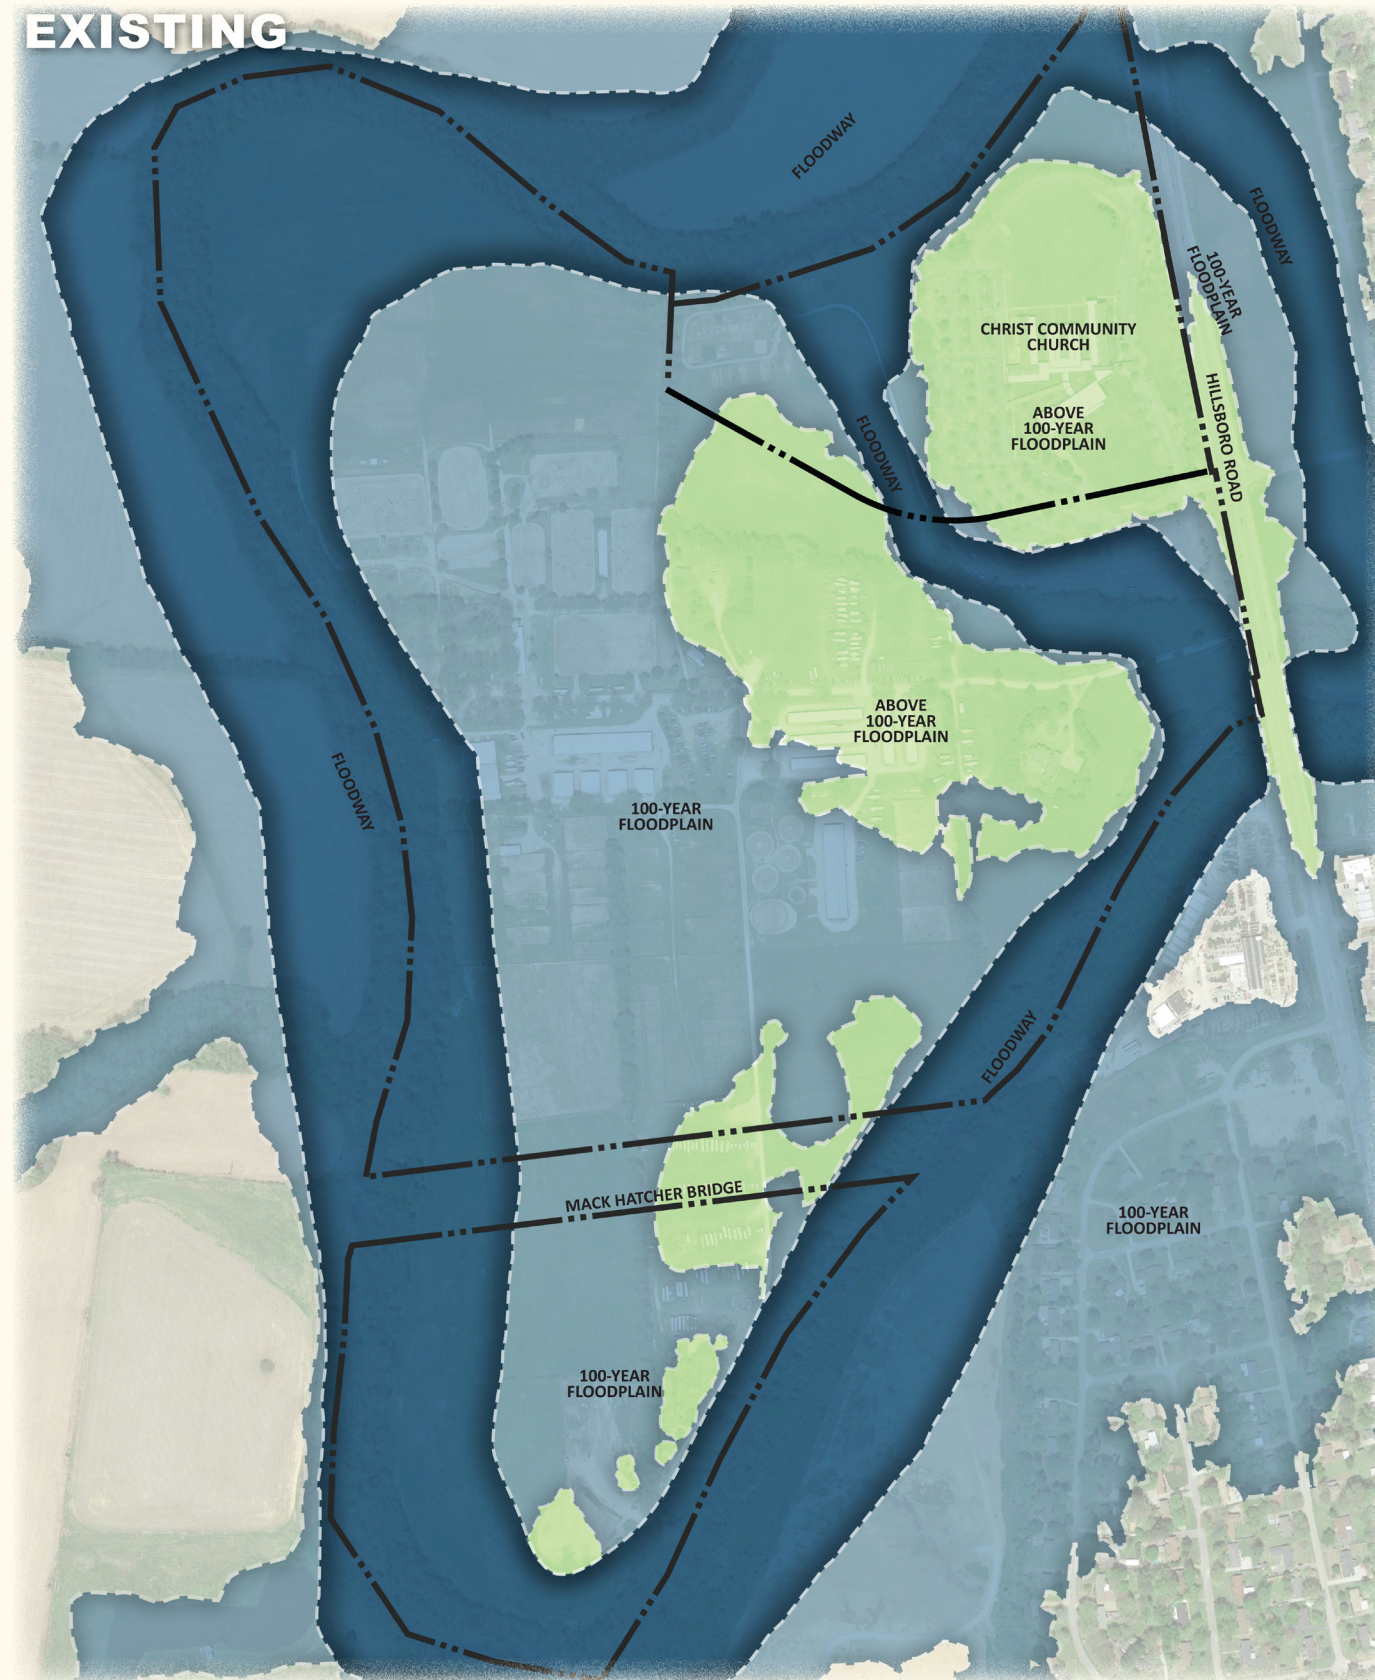 EXISTING
FLOODWAY
FLOODWAY
100-YEAR
FLOODPLAIN
CHRIST COMMUNITY
CHURCH
HILLSBORO ROAD
ABOVE
100-YEAR
FLOODPLAIN
FLOODWAY
ABOVE
100-YEAR
FLOODPLAIN
FLOODWAY
100-YEAR
FLOODPLAIN
FLOODWAY
MACK HATCHER BRIDGE
100-YEAR
FLOODPLAIN
100-YEAR
FLOODPLAIN